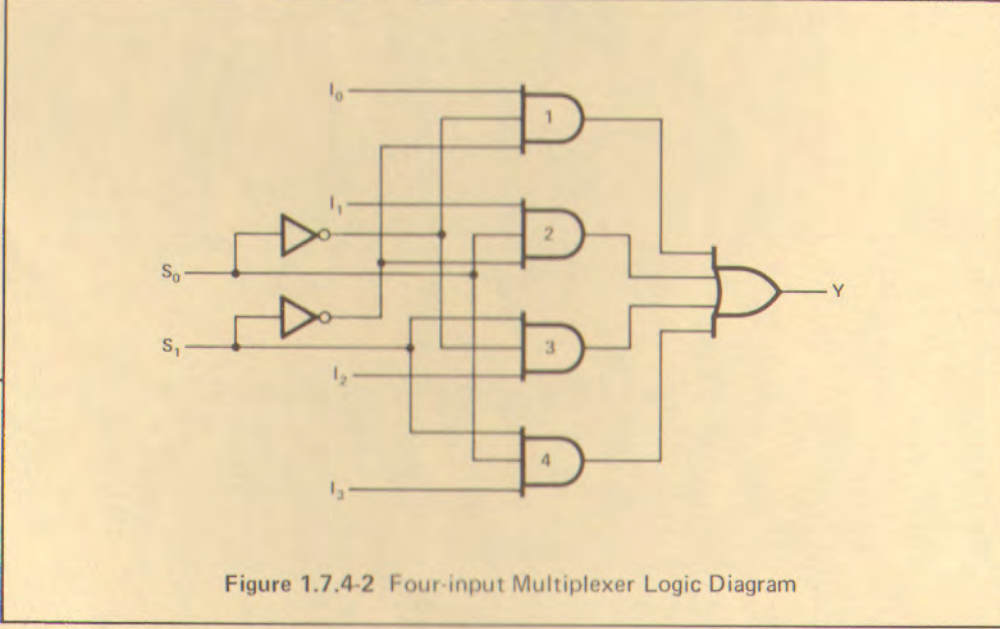 I₀
1
I₁
2
S₀
Y
S₁
3
I₂
4
I₃
Figure 1.7.4-2 Four-input Multiplexer Logic Diagram